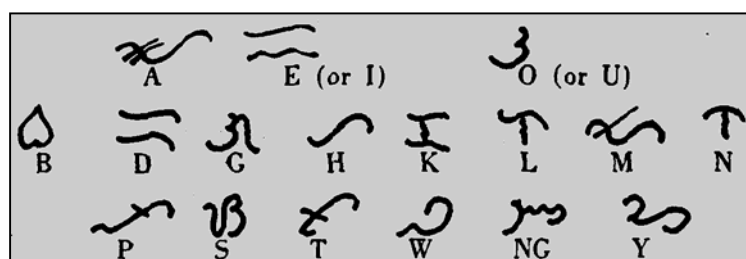 ᜀ ᜁ ᜂ
A E (or I) O (or U)
ᜊ ᜇ ᜄ ᜑ ᜃ ᜎ ᜋ ᜈ
B D G H K L M N
ᜉ ᜐ ᜆ ᜏ ᜅ ᜌ
P S T W NG Y